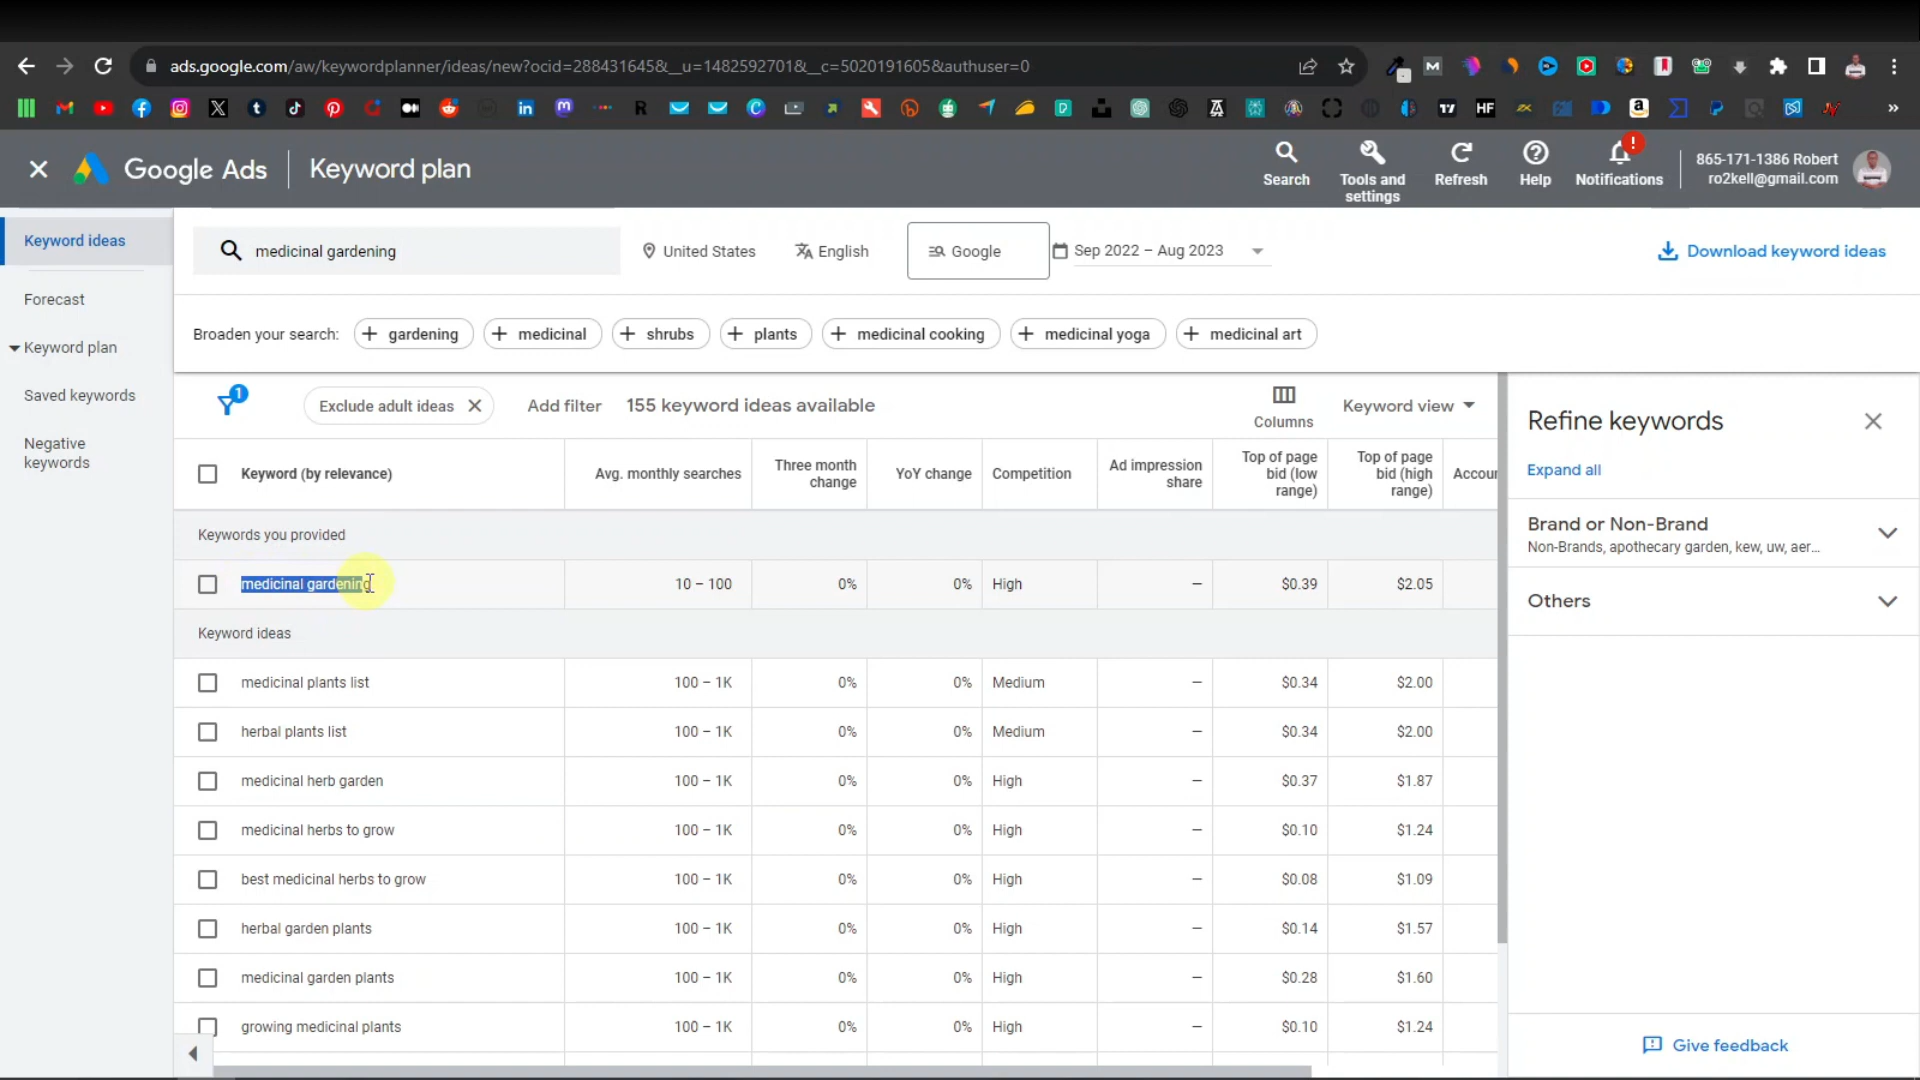 ads.google.com/aw/keywordplanner/ideas/new?ocid=288431645&__u=1482592701&__c=5020191605&authuser=0
Google Ads
Keyword plan
Search
Tools and
settings
Refresh
Help
Notifications
865-171-1386 Robert
ro2kell@gmail.com
Keyword ideas
Forecast
Keyword plan
Saved keywords
Negative
keywords
medicinal gardening
United States
English
Google
Sep 2022 – Aug 2023
Download keyword ideas
Broaden your search:
gardening
medicinal
shrubs
plants
medicinal cooking
medicinal yoga
medicinal art
1
Exclude adult ideas
Add filter
155 keyword ideas available
Columns
Keyword view
Keyword (by relevance)
Avg. monthly searches
Three month
change
YoY change
Competition
Ad impression
share
Top of page
bid (low
range)
Top of page
bid (high
range)
Accoun
Keywords you provided
medicinal gardening 10 – 100 0% 0% High – $0.39 $2.05
Keyword ideas
medicinal plants list 100 – 1K 0% 0% Medium – $0.34 $2.00
herbal plants list 100 – 1K 0% 0% Medium – $0.34 $2.00
medicinal herb garden 100 – 1K 0% 0% High – $0.37 $1.87
medicinal herbs to grow 100 – 1K 0% 0% High – $0.10 $1.24
best medicinal herbs to grow 100 – 1K 0% 0% High – $0.08 $1.09
herbal garden plants 100 – 1K 0% 0% High – $0.14 $1.57
medicinal garden plants 100 – 1K 0% 0% High – $0.28 $1.60
growing medicinal plants 100 – 1K 0% 0% High – $0.10 $1.24
Refine keywords
Expand all
Brand or Non-Brand
Non-Brands, apothecary garden, kew, uw, aer...
Others
Give feedback